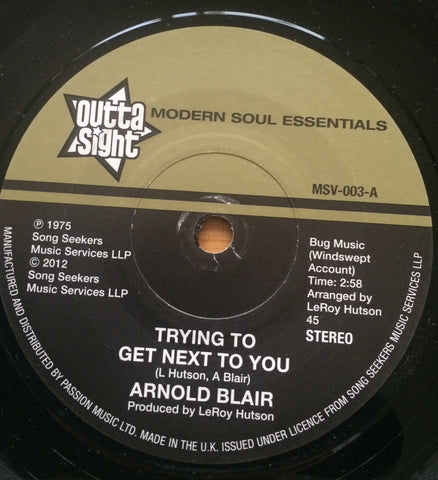 outta
sight
MODERN SOUL ESSENTIALS
MSV-003-A
℗ 1975
Song Seekers
Music Services LLP
© 2012
Song Seekers
Music Services LLP
Bug Music
(Windswept
Account)
Time: 2:58
Arranged by
LeRoy Hutson
45
STEREO
TRYING TO
GET NEXT TO YOU
(L Hutson, A Blair)
ARNOLD BLAIR
Produced by LeRoy Hutson
MANUFACTURED AND DISTRIBUTED BY PASSION MUSIC LTD. MADE IN THE U.K. ISSUED UNDER LICENCE FROM SONG SEEKERS MUSIC SERVICES LLP